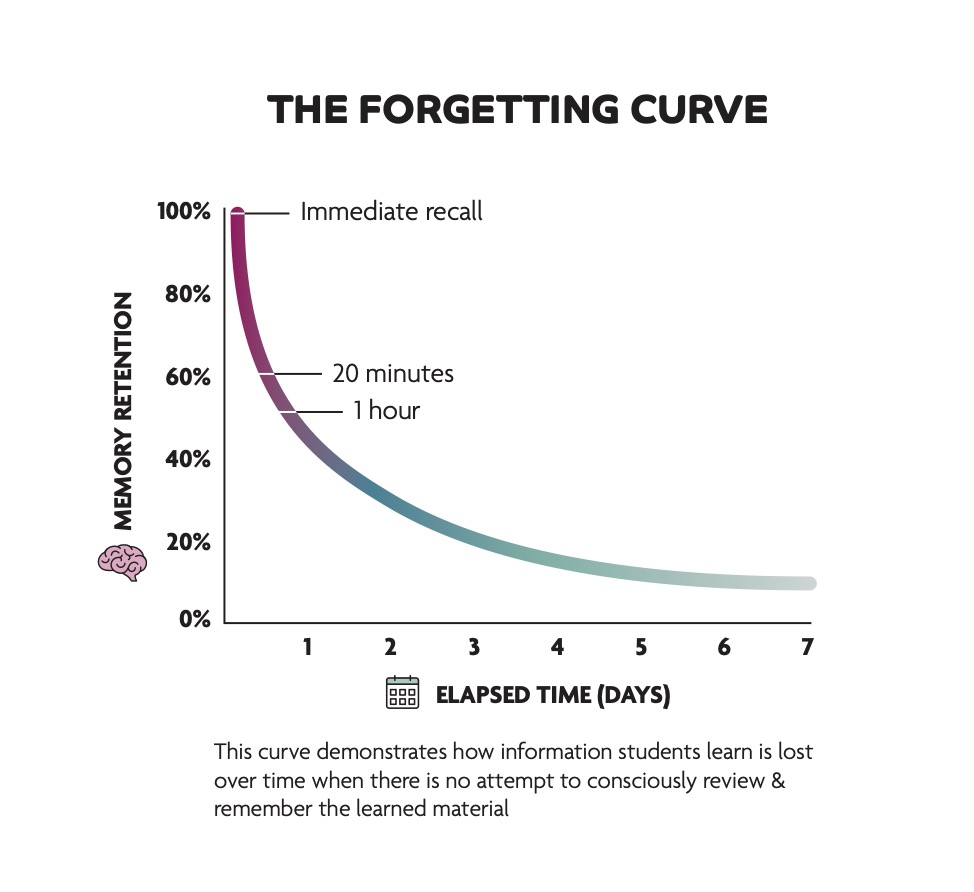 THE FORGETTING CURVE
100%
Immediate recall
80%
MEMORY RETENTION
60%
20 minutes
1 hour
40%
20%
0%
1 2 3 4 5 6 7
ELAPSED TIME (DAYS)
This curve demonstrates how information students learn is lost
over time when there is no attempt to consciously review &
remember the learned material